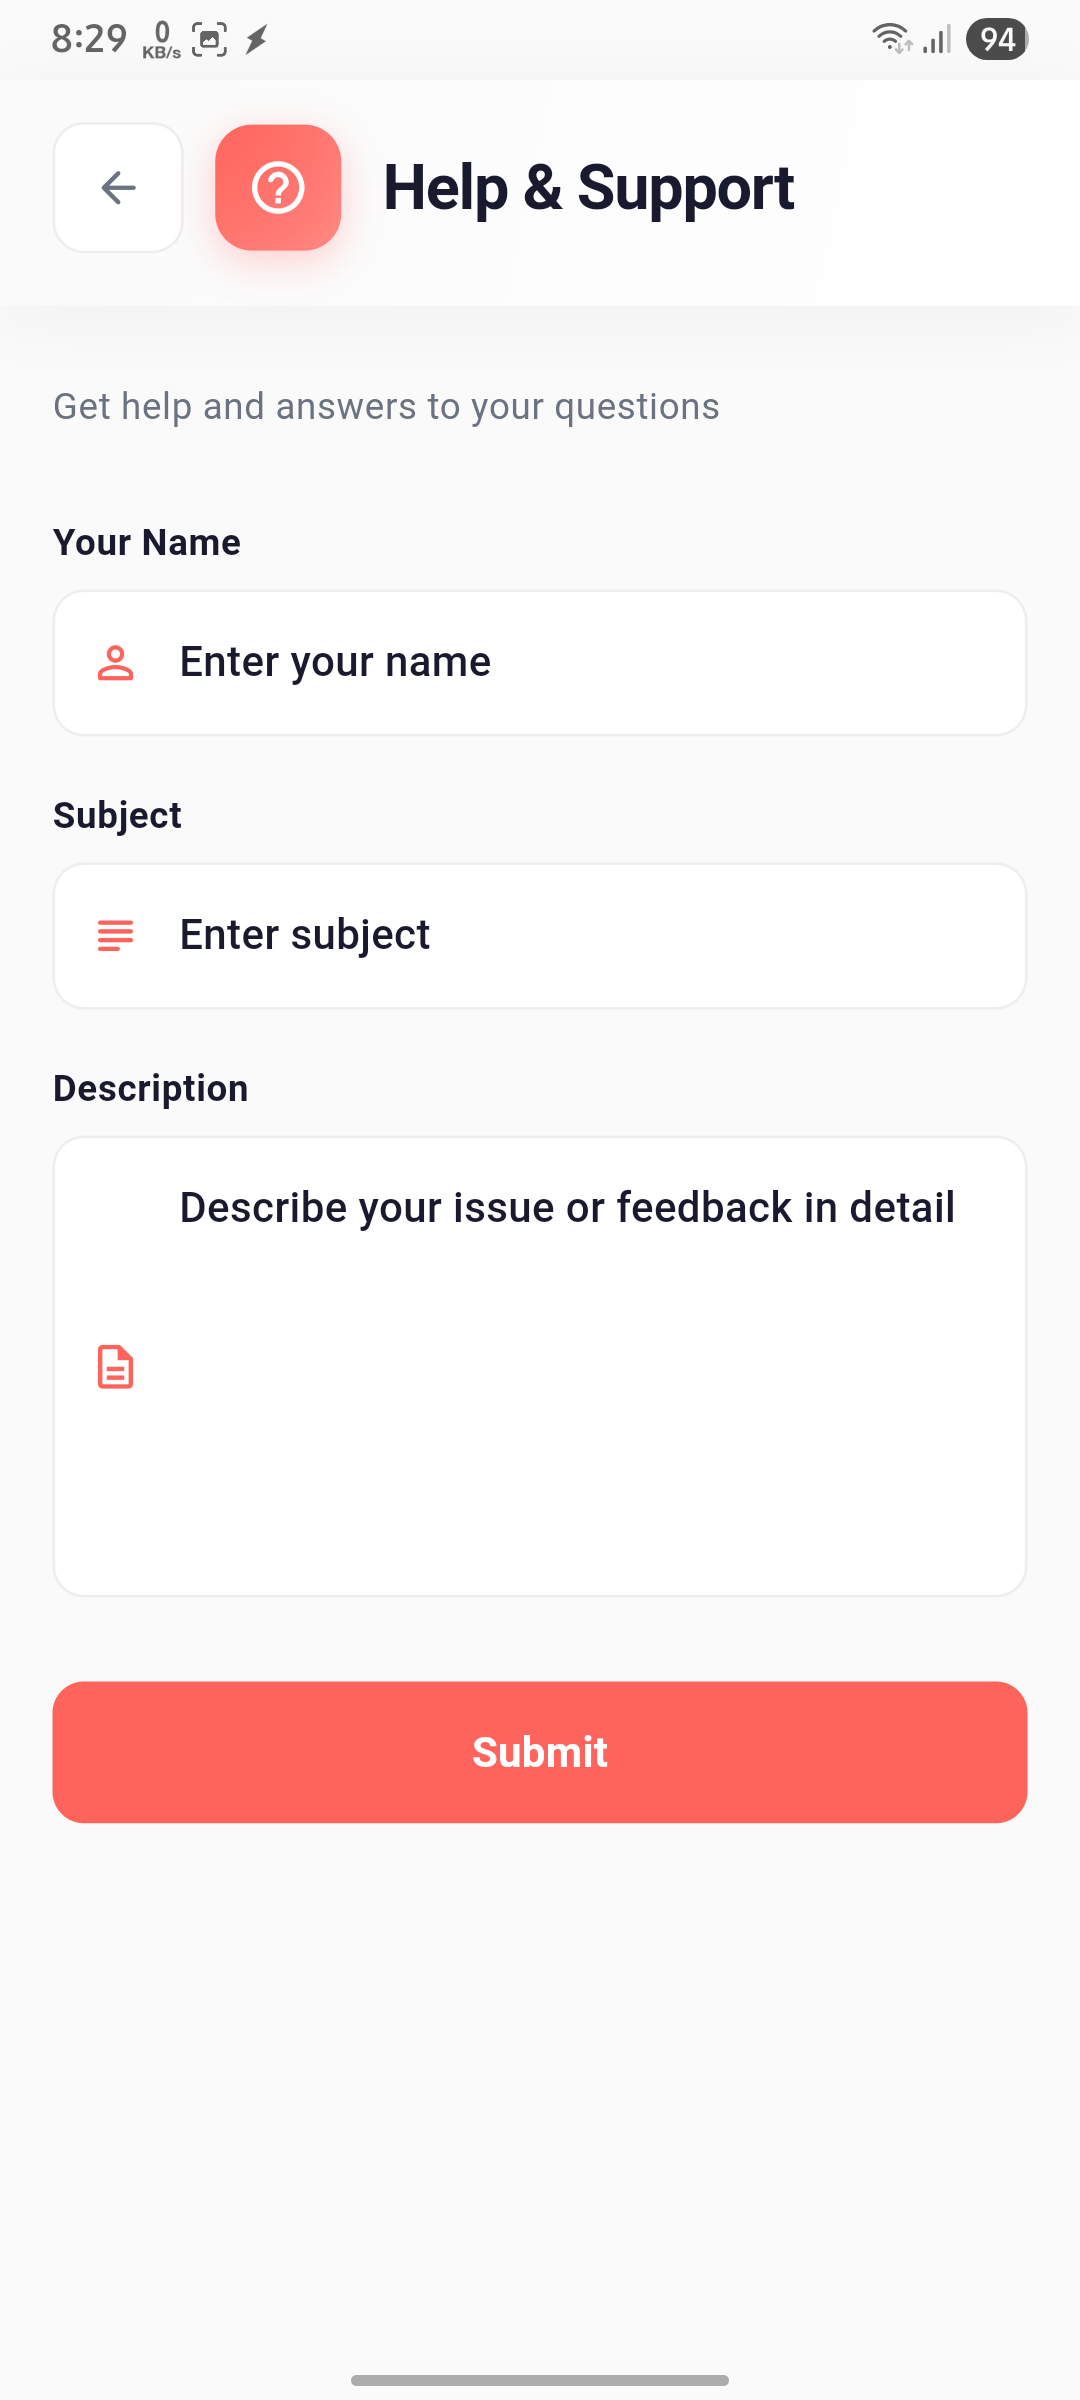 8:29 0 KB/s 94
Help & Support
Get help and answers to your questions
Your Name
Enter your name
Subject
Enter subject
Description
Describe your issue or feedback in detail
Submit